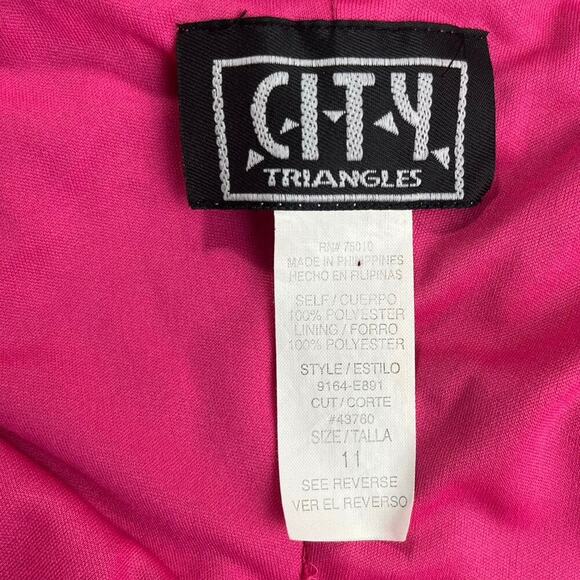 CITY
TRIANGLES
RN# 76010
MADE IN PHILIPPINES
HECHO EN FILIPINAS
SELF / CUERPO
100% POLYESTER
LINING / FORRO
100% POLYESTER
STYLE / ESTILO
9164-E891
CUT / CORTE
#43760
SIZE / TALLA
11
SEE REVERSE
VER EL REVERSO